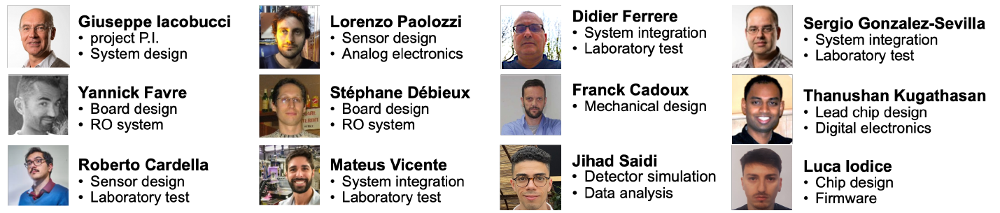 Giuseppe Iacobucci
• project P.I.
• System design
Lorenzo Paolozzi
• Sensor design
• Analog electronics
Didier Ferrere
• System integration
• Laboratory test
Sergio Gonzalez-Sevilla
• System integration
• Laboratory test
Yannick Favre
• Board design
• RO system
Stéphane Débieux
• Board design
• RO system
Franck Cadoux
• Mechanical design
Thanushan Kugathasan
• Lead chip design
• Digital electronics
Roberto Cardella
• Sensor design
• Laboratory test
Mateus Vicente
• System integration
• Laboratory test
Jihad Saidi
• Detector simulation
• Data analysis
Luca Iodice
• Chip design
• Firmware